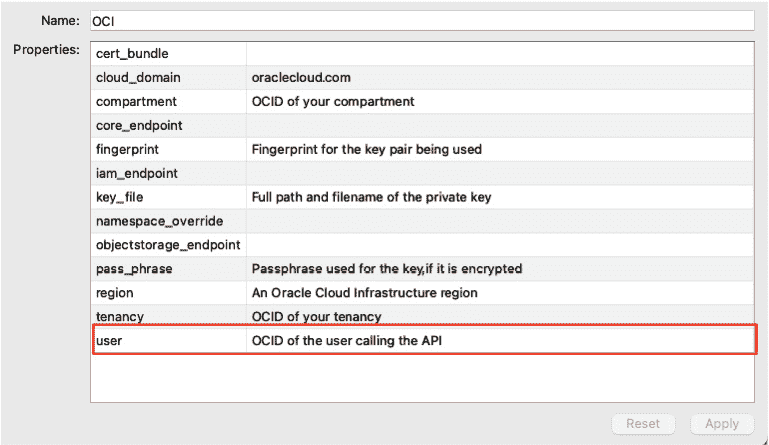 Name: OCI
Properties:
cert_bundle
cloud_domain oraclecloud.com
compartment OCID of your compartment
core_endpoint
fingerprint Fingerprint for the key pair being used
iam_endpoint
key_file Full path and filename of the private key
namespace_override
objectstorage_endpoint
pass_phrase Passphrase used for the key,if it is encrypted
region An Oracle Cloud Infrastructure region
tenancy OCID of your tenancy
user OCID of the user calling the API
Reset Apply